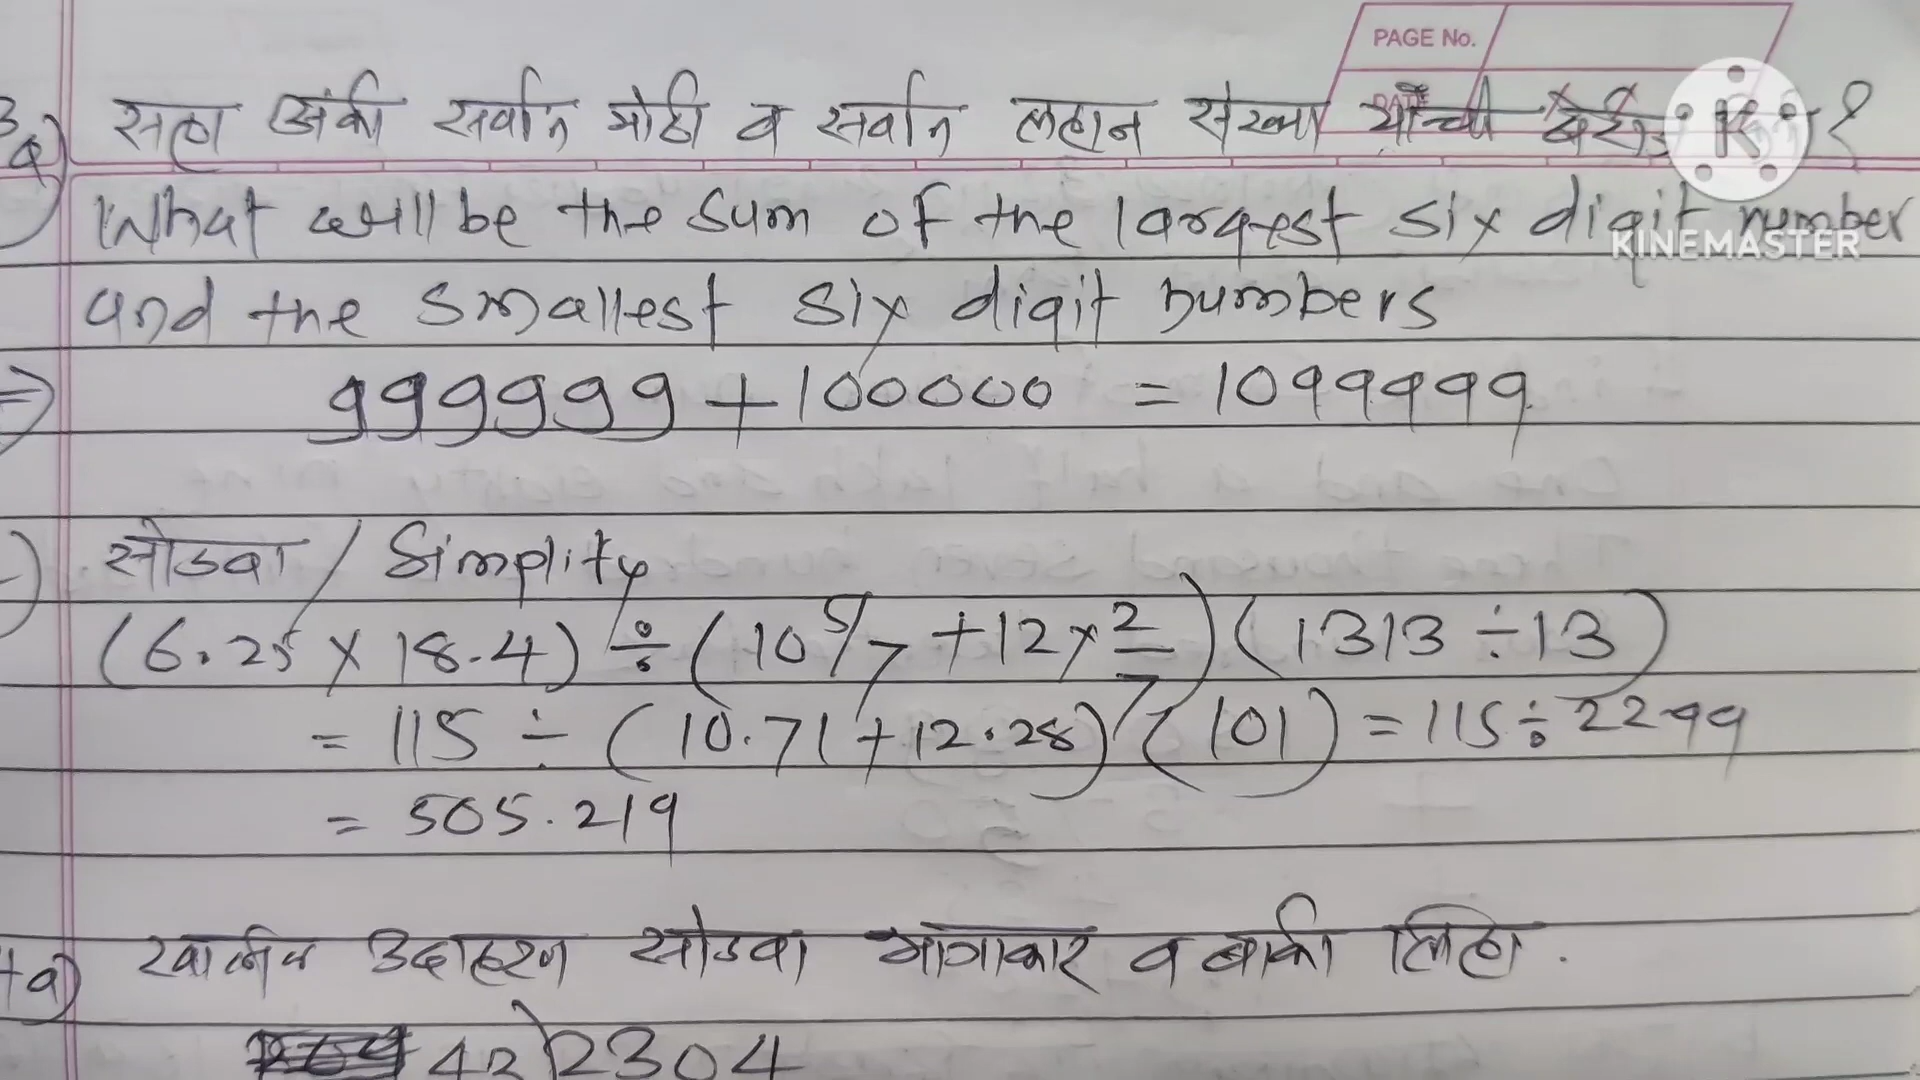 PAGE No.
3
a) सहा अंकी सर्वात मोठी व सर्वात लहान संख्या यांची ?
What will be the sum of the largest six digit number
KINEMASTER
and the smallest six digit numbers
⇒ 999999 + 100000 = 1099999
सोडवा / Simplity
(6.25 × 18.4) ÷ (10 5/7 + 12 × 2/7) (1313 ÷ 13)
= 115 ÷ (10.71 + 12.28) (101) = 115 ÷ 2299
= 505.219
a) खालील उदाहरण सोडवा भागाकार व बाकी लिहा.
42)2304